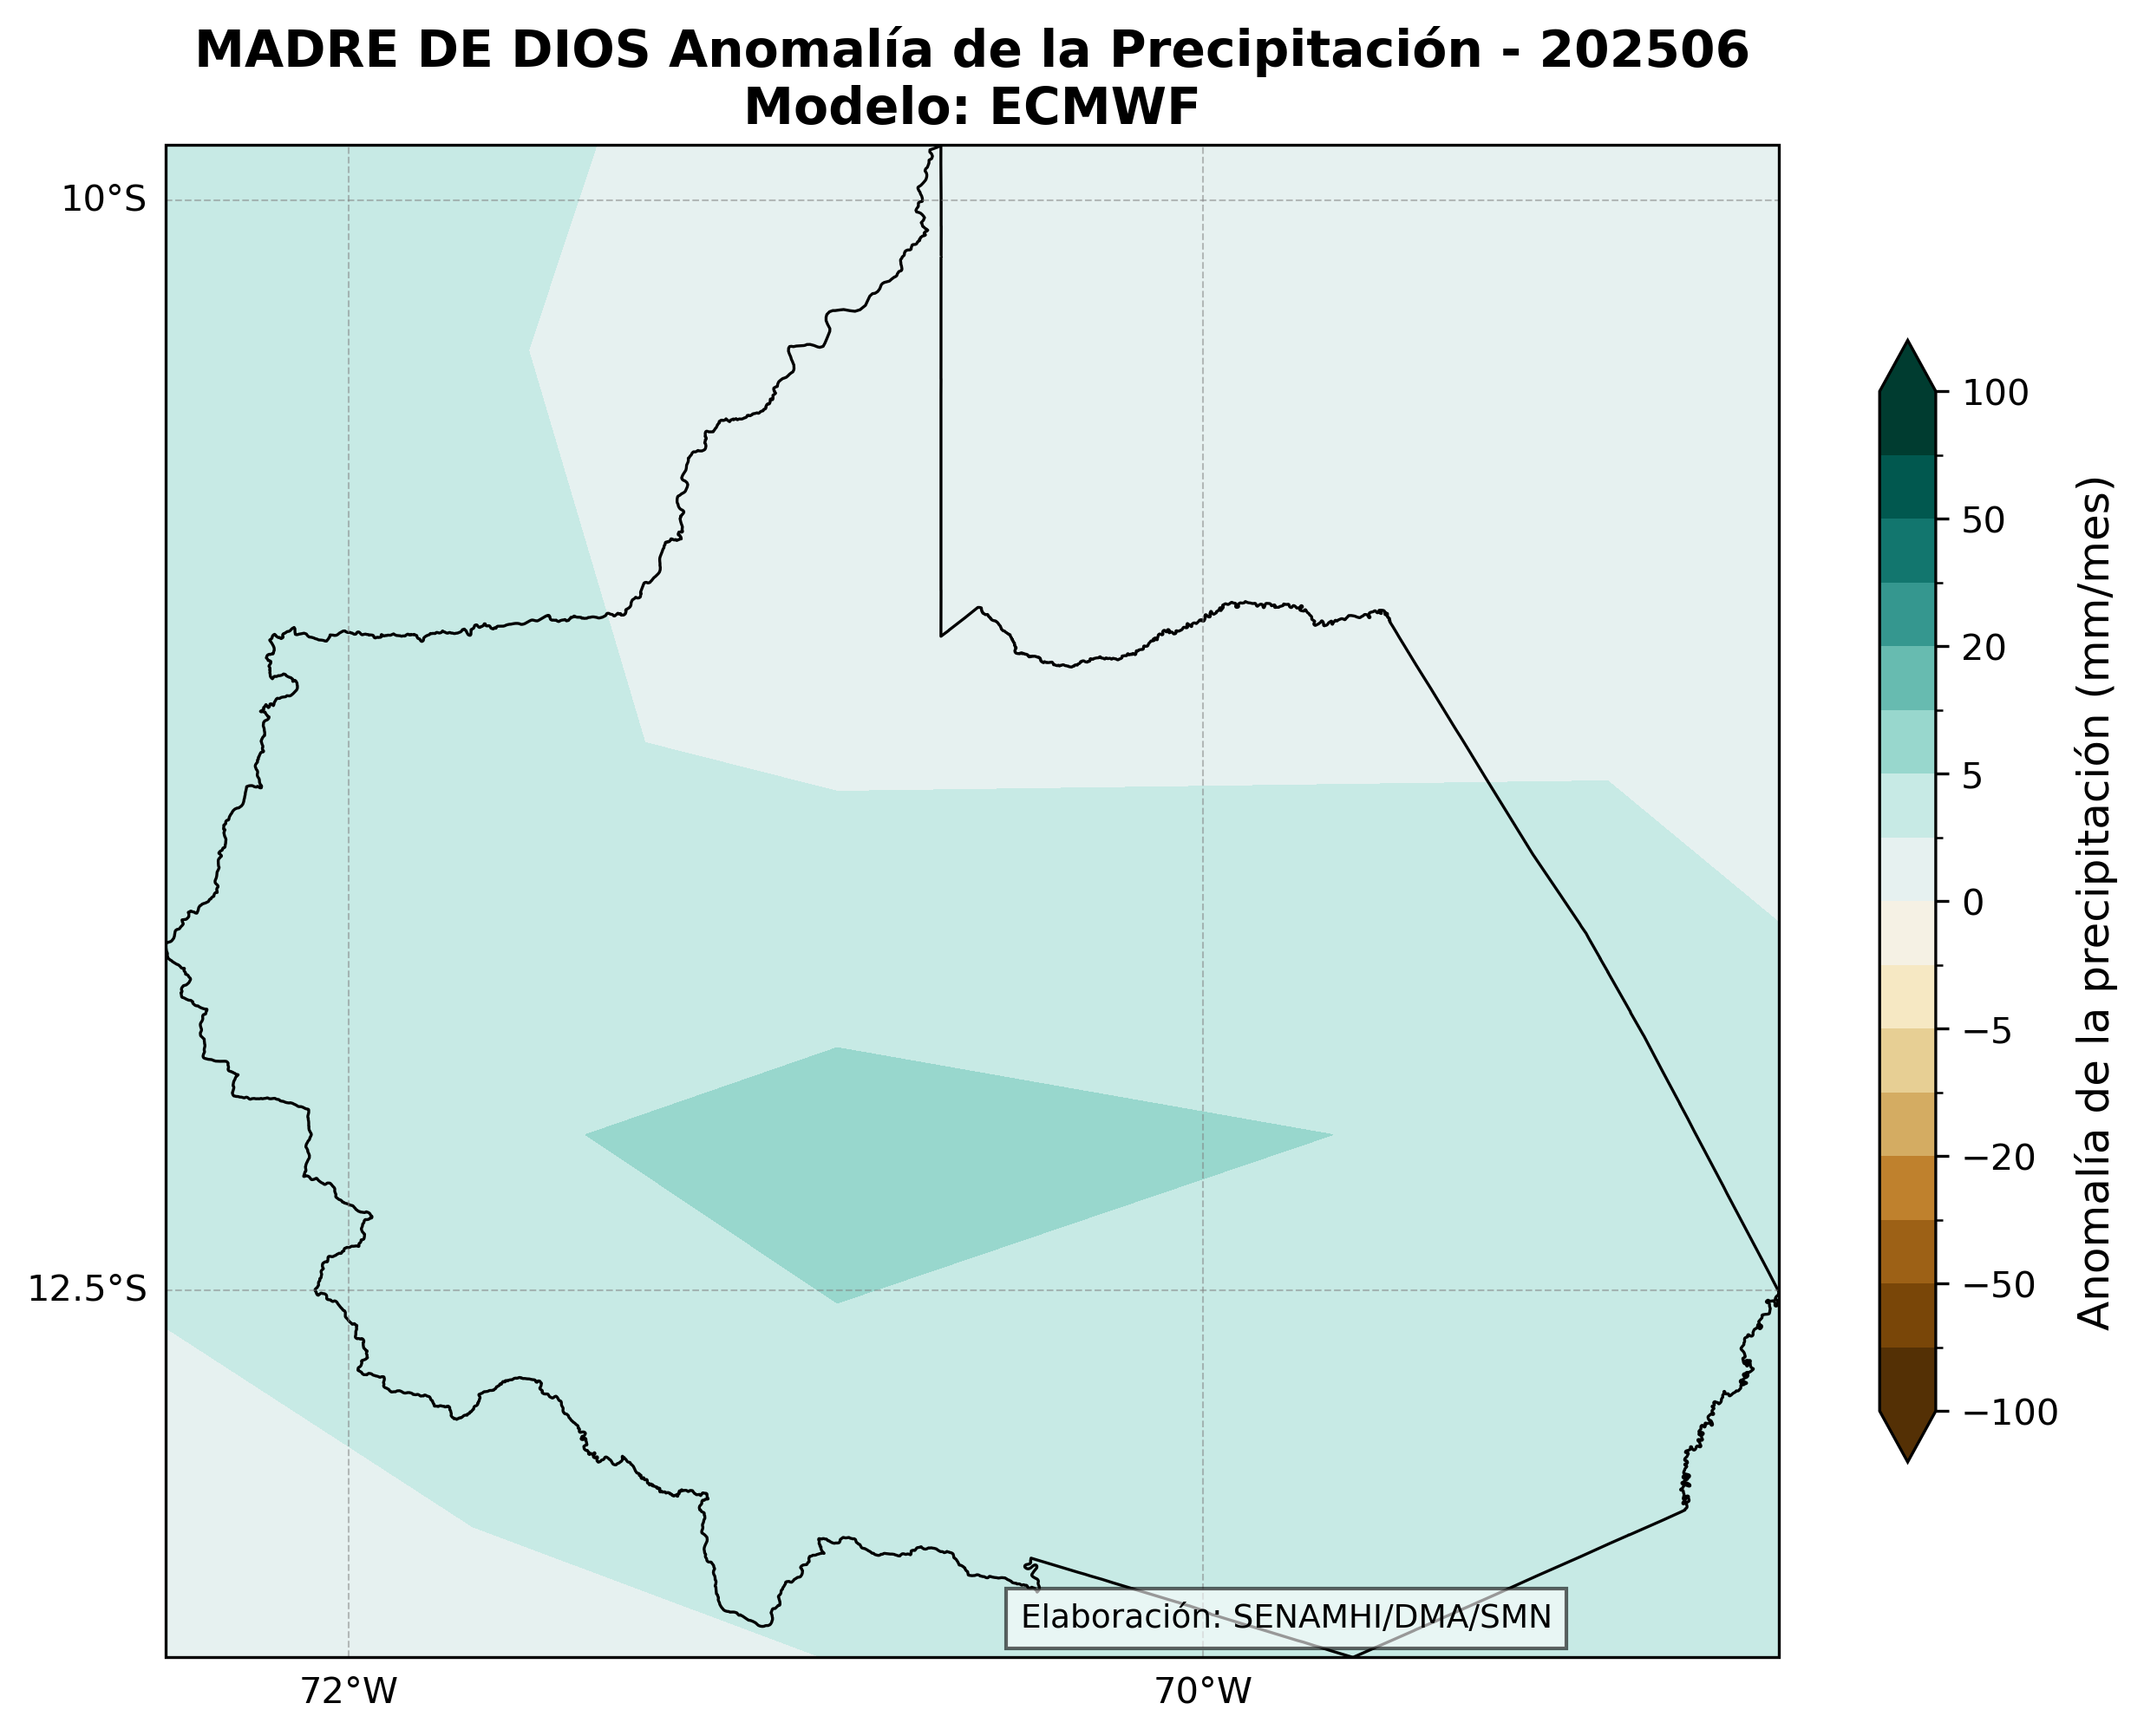 MADRE DE DIOS Anomalía de la Precipitación - 202506
Modelo: ECMWF
10°S
12.5°S
72°W
70°W
Elaboración: SENAMHI/DMA/SMN
100
50
20
5
0
−5
−20
−50
−100
Anomalía de la precipitación (mm/mes)